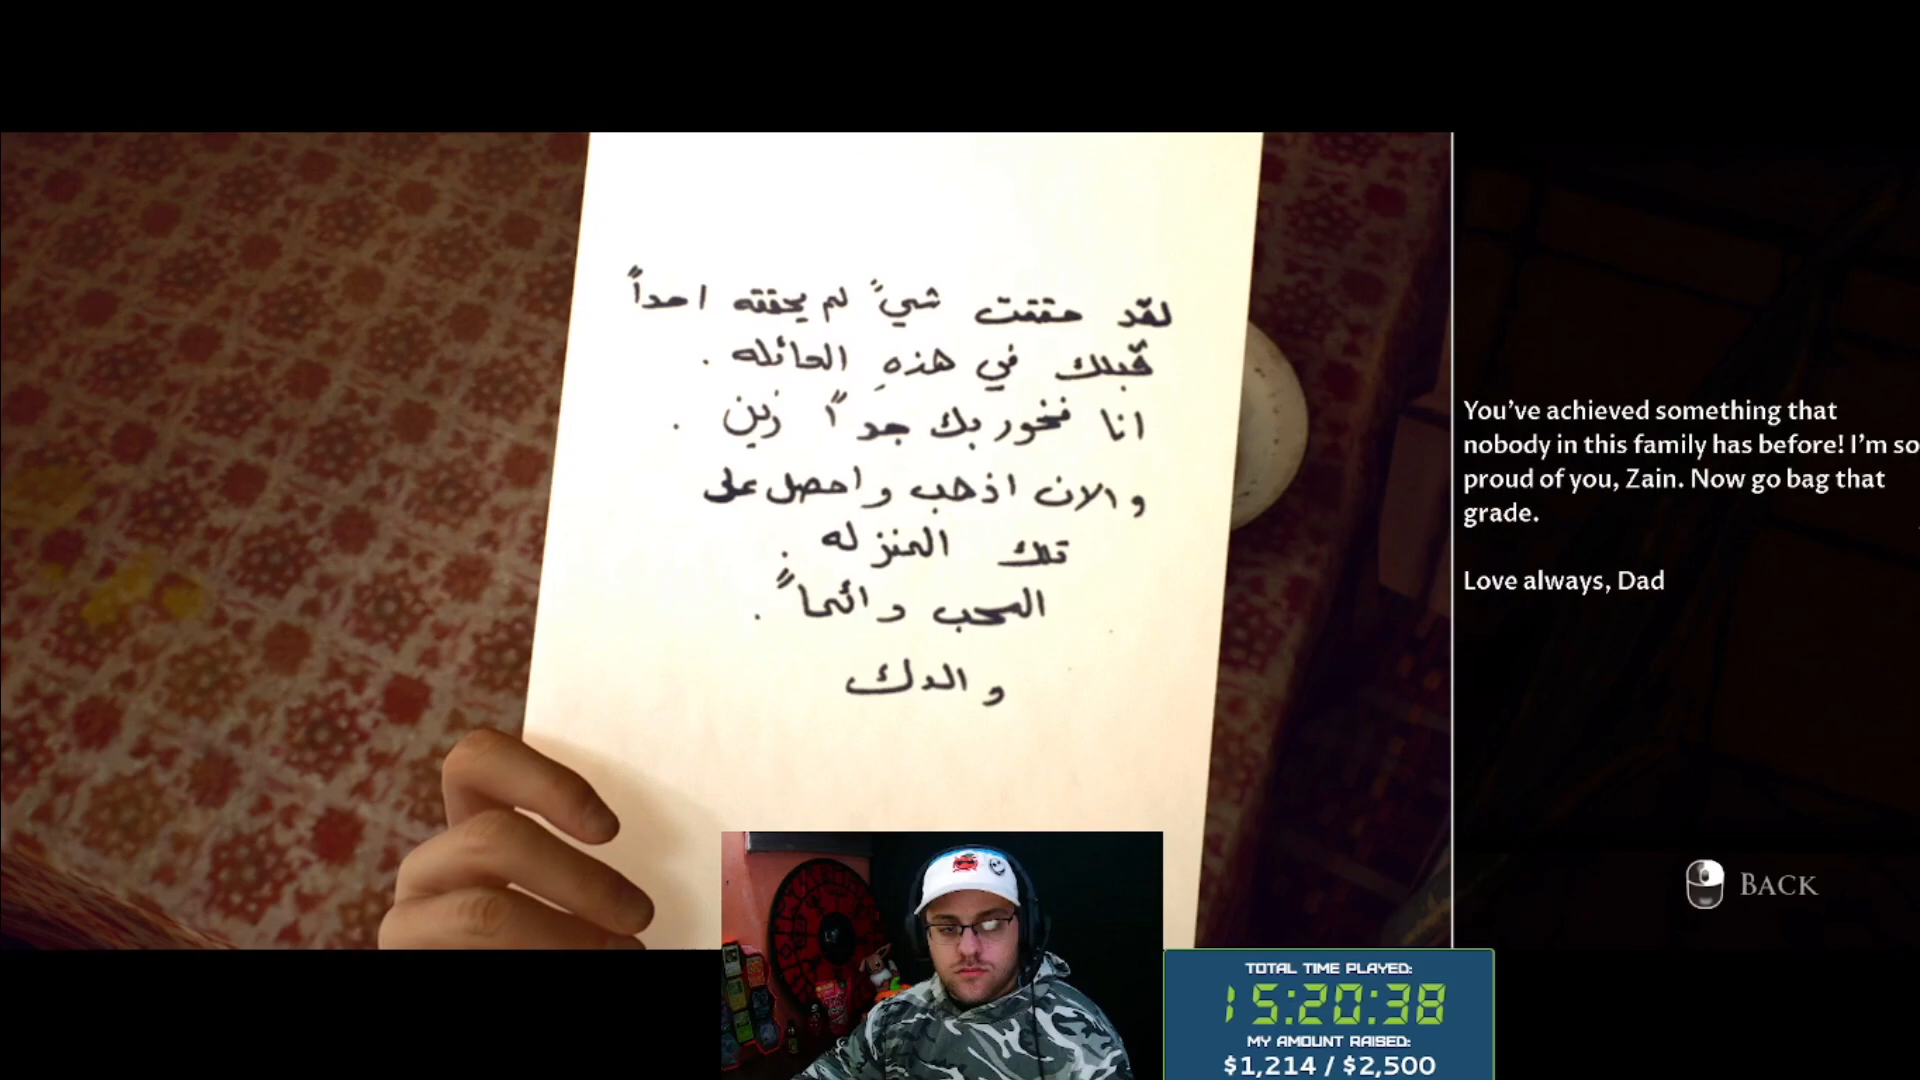 لقد حققت شيءً لم يحققه احداً
قبلك في هذهِ العائله .
انا فخور بك جداً زين .
والان اذهب واحصل على
تلك المنزله .
المحب دائماً .
والدك
You've achieved something that
nobody in this family has before! I'm so
proud of you, Zain. Now go bag that
grade.
Love always, Dad
BACK
TOTAL TIME PLAYED:
15:20:38
MY AMOUNT RAISED:
$1,214 / $2,500